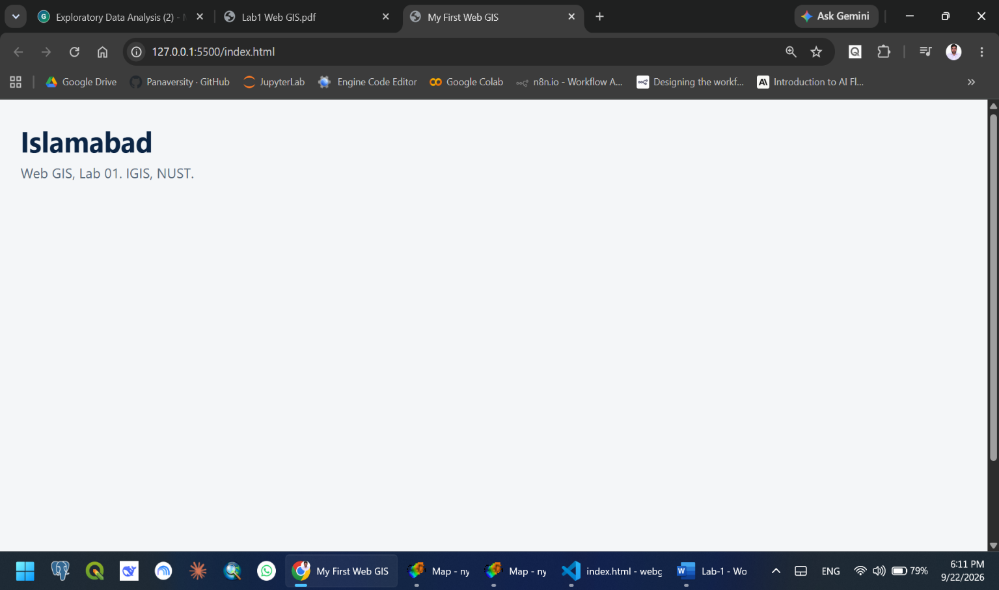 Exploratory Data Analysis (2) -
Lab1 Web GIS.pdf
My First Web GIS
Ask Gemini
127.0.0.1:5500/index.html
Google Drive
Panaversity · GitHub
JupyterLab
Engine Code Editor
Google Colab
n8n.io - Workflow A...
Designing the workf...
Introduction to AI Fl...
Islamabad
Web GIS, Lab 01. IGIS, NUST.
My First Web GIS
Map - ny
Map - ny
index.html - webg
Lab-1 - Wo
ENG
79%
6:11 PM
9/22/2026